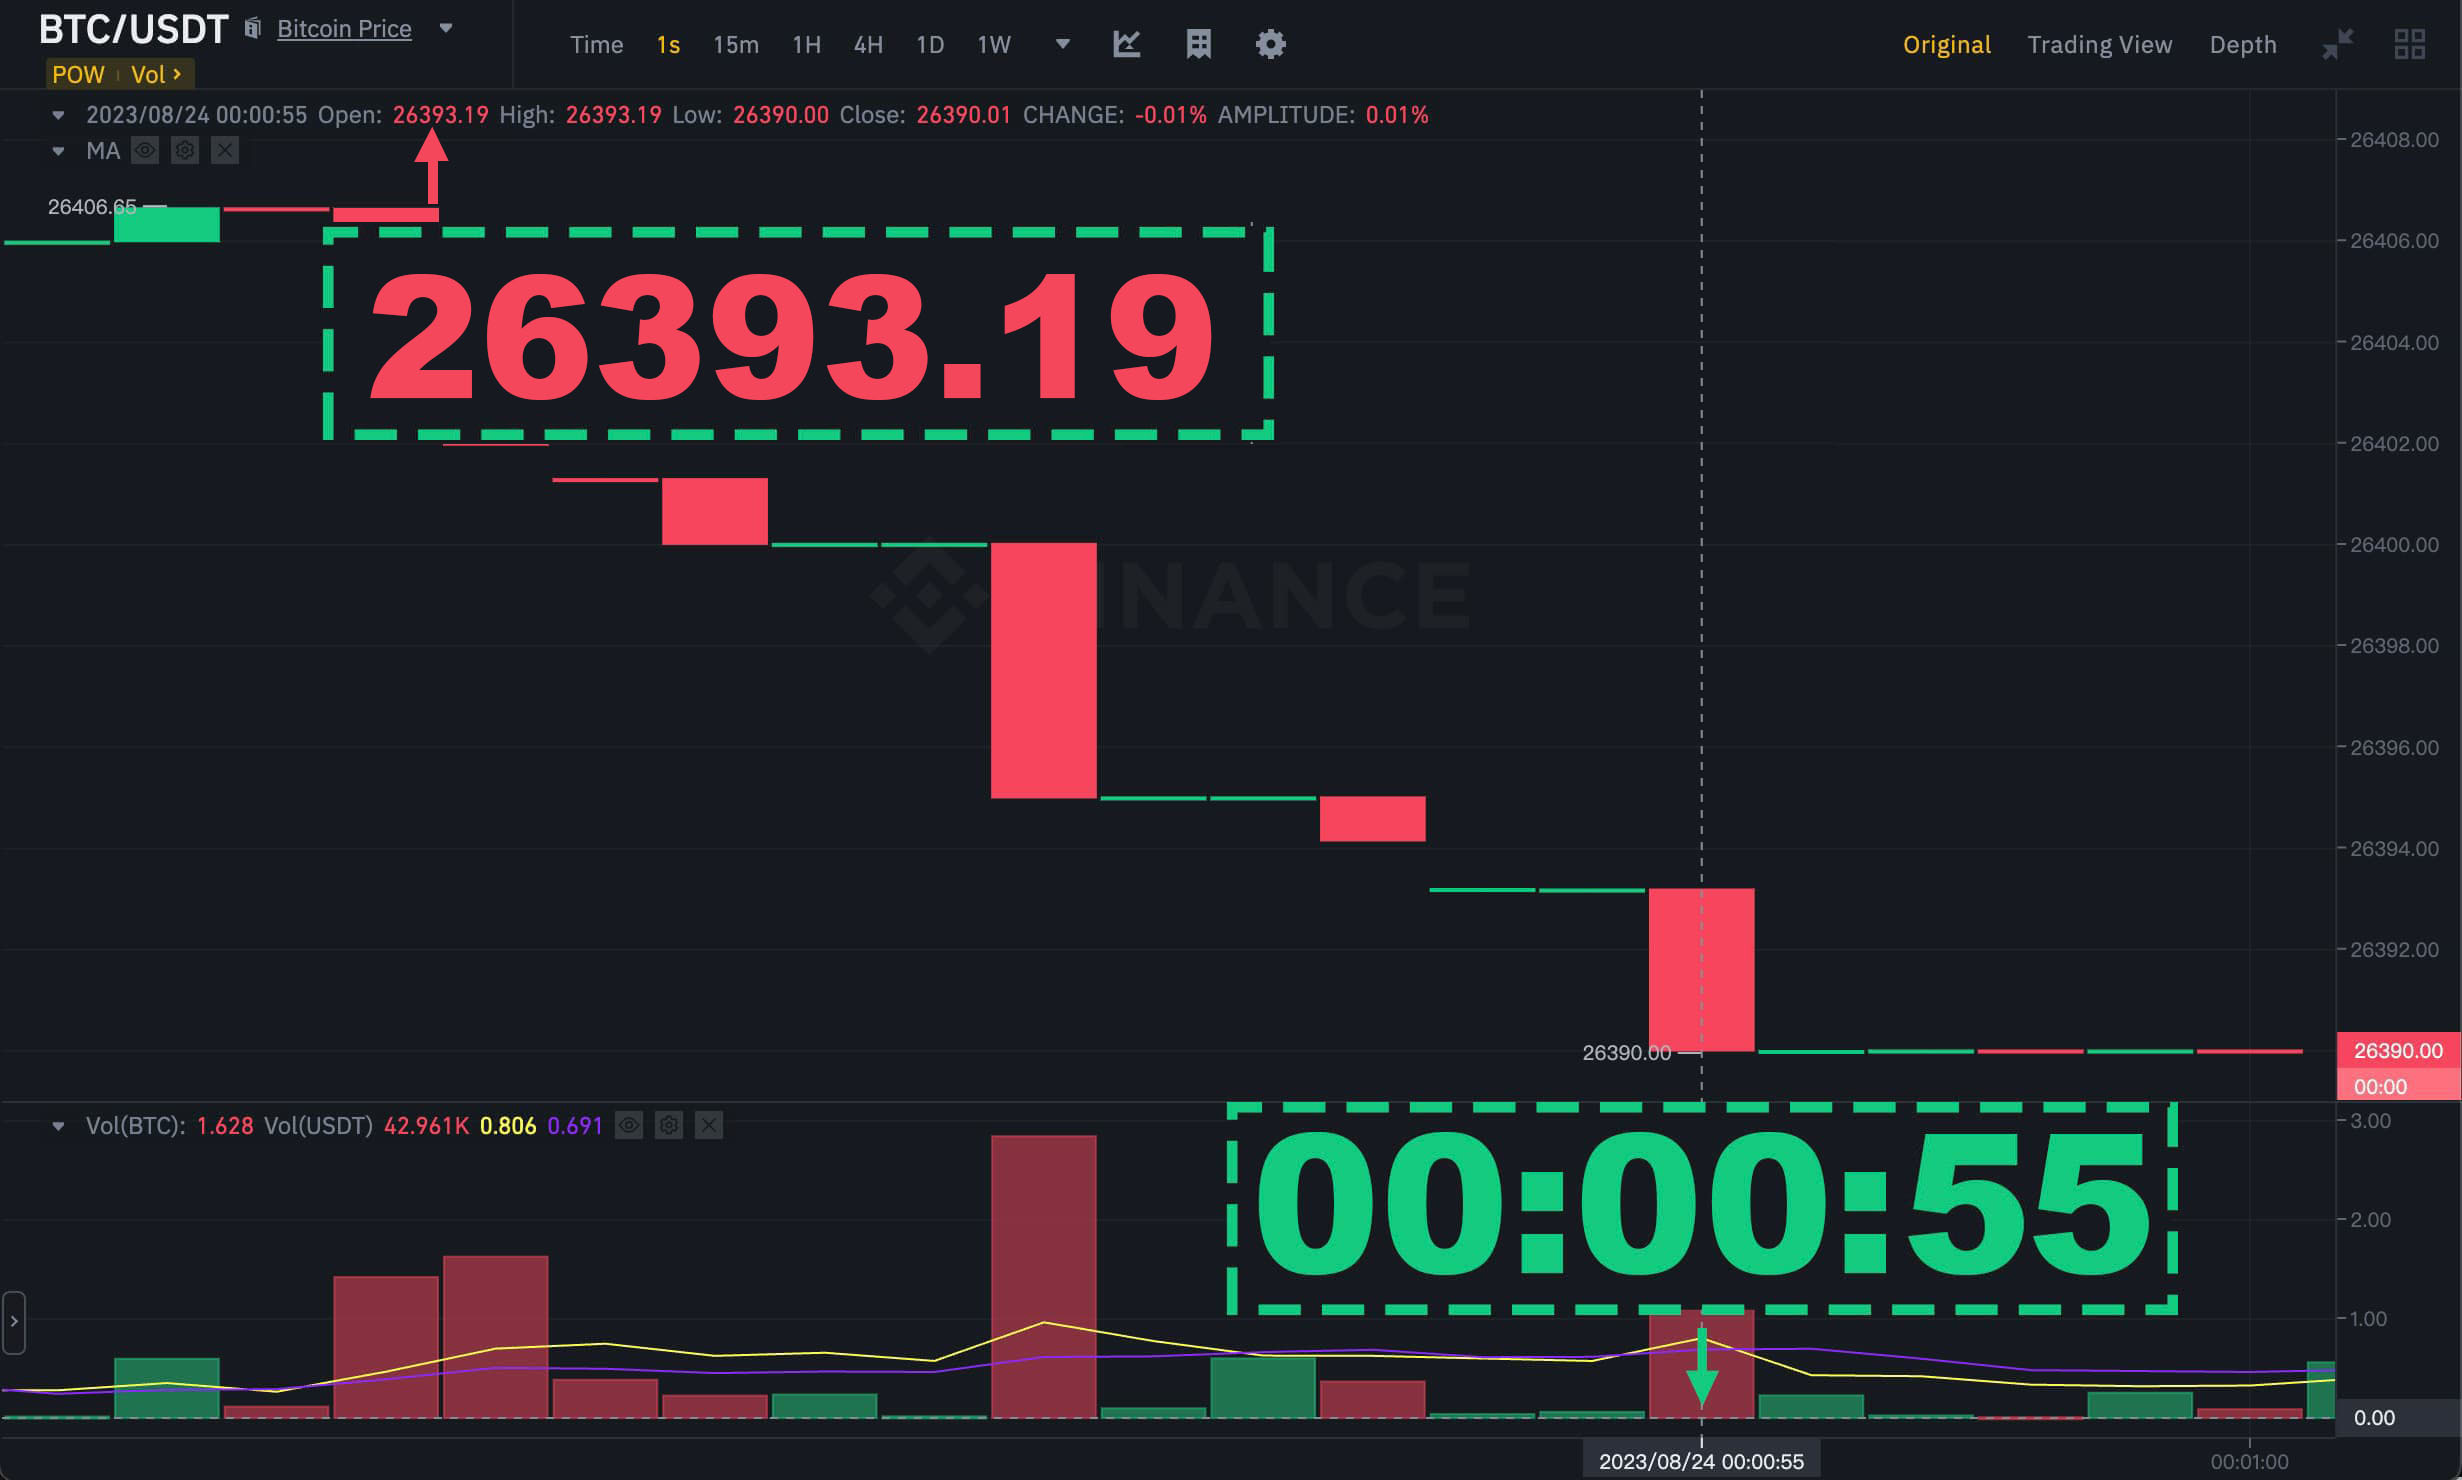 BTC/USDT Bitcoin Price
POW Vol
Time 1s 15m 1H 4H 1D 1W
Original Trading View Depth
2023/08/24 00:00:55 Open: 26393.19 High: 26393.19 Low: 26390.00 Close: 26390.01 CHANGE: -0.01% AMPLITUDE: 0.01%
MA
26408.00
26406.65
26406.00
26393.19
26404.00
26402.00
26400.00
INANCE
26398.00
26396.00
26394.00
26392.00
26390.00
26390.00
00:00
Vol(BTC): 1.628 Vol(USDT) 42.961K 0.806 0.691
3.00
00:00:55
2.00
1.00
0.00
2023/08/24 00:00:55
00:01:00